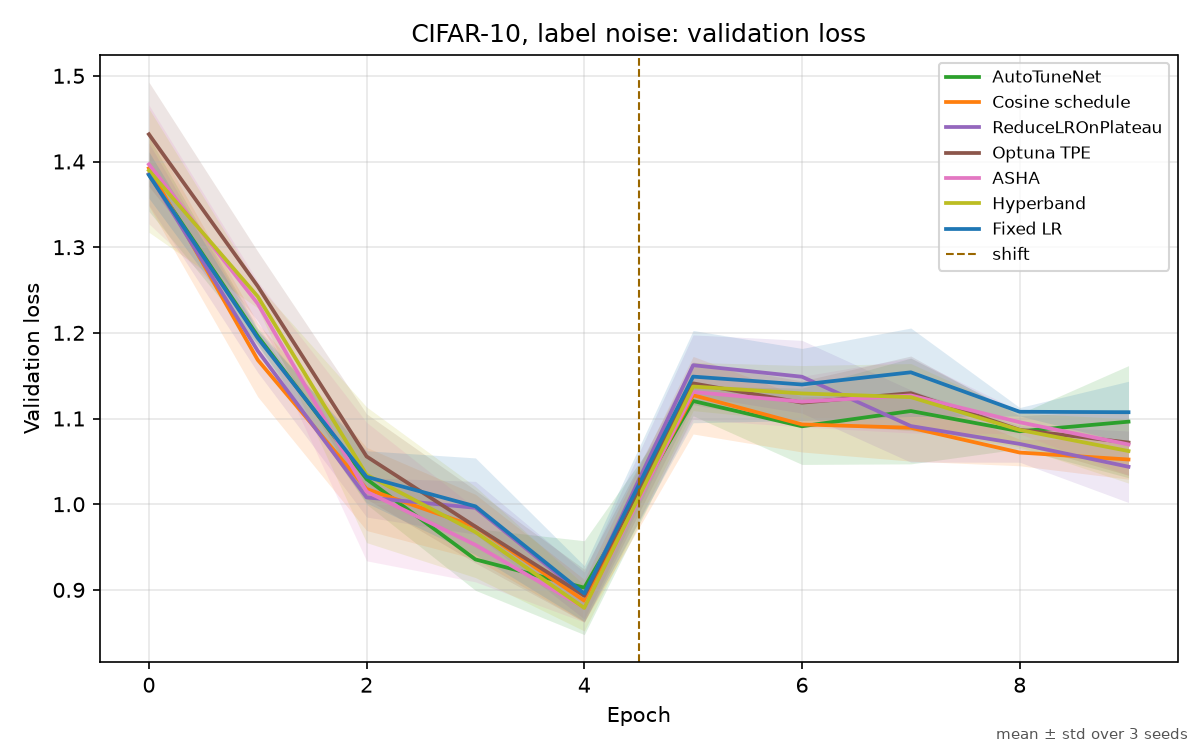 CIFAR-10, label noise: validation loss
Validation loss
1.5
1.4
1.3
1.2
1.1
1.0
0.9
AutoTuneNet
Cosine schedule
ReduceLROnPlateau
Optuna TPE
ASHA
Hyperband
Fixed LR
shift
0 2 4 6 8
Epoch
mean ± std over 3 seeds